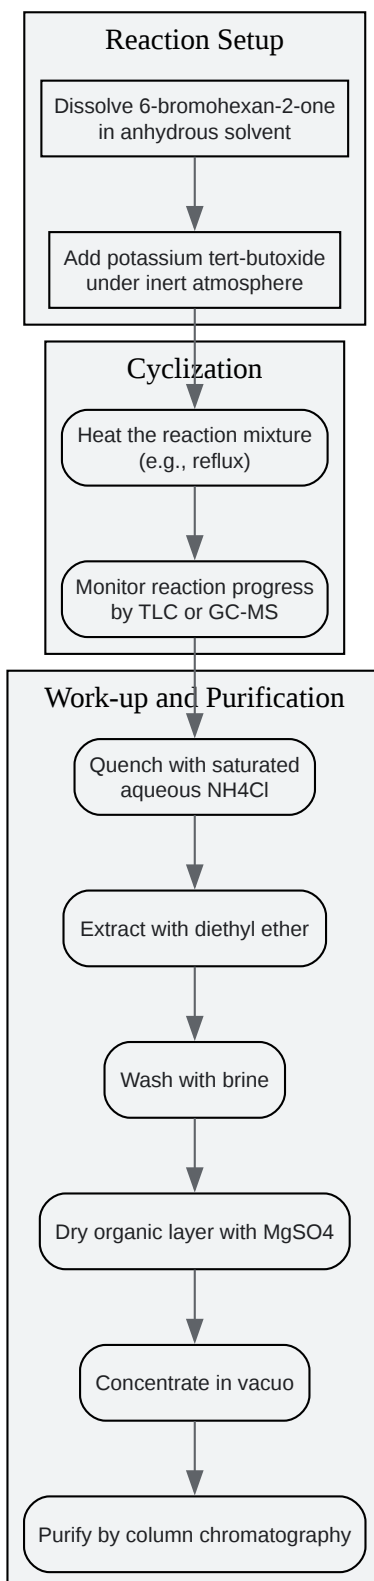 Reaction Setup
Dissolve 6-bromohexan-2-one
in anhydrous solvent
Add potassium tert-butoxide
under inert atmosphere
Cyclization
Heat the reaction mixture
(e.g., reflux)
Monitor reaction progress
by TLC or GC-MS
Work-up and Purification
Quench with saturated
aqueous NH4Cl
Extract with diethyl ether
Wash with brine
Dry organic layer with MgSO4
Concentrate in vacuo
Purify by column chromatography